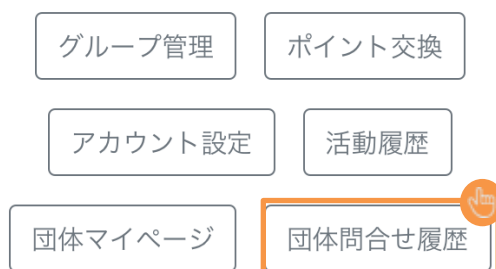 グループ管理 ポイント交換
アカウント設定 活動履歴
団体マイページ 団体問合せ履歴